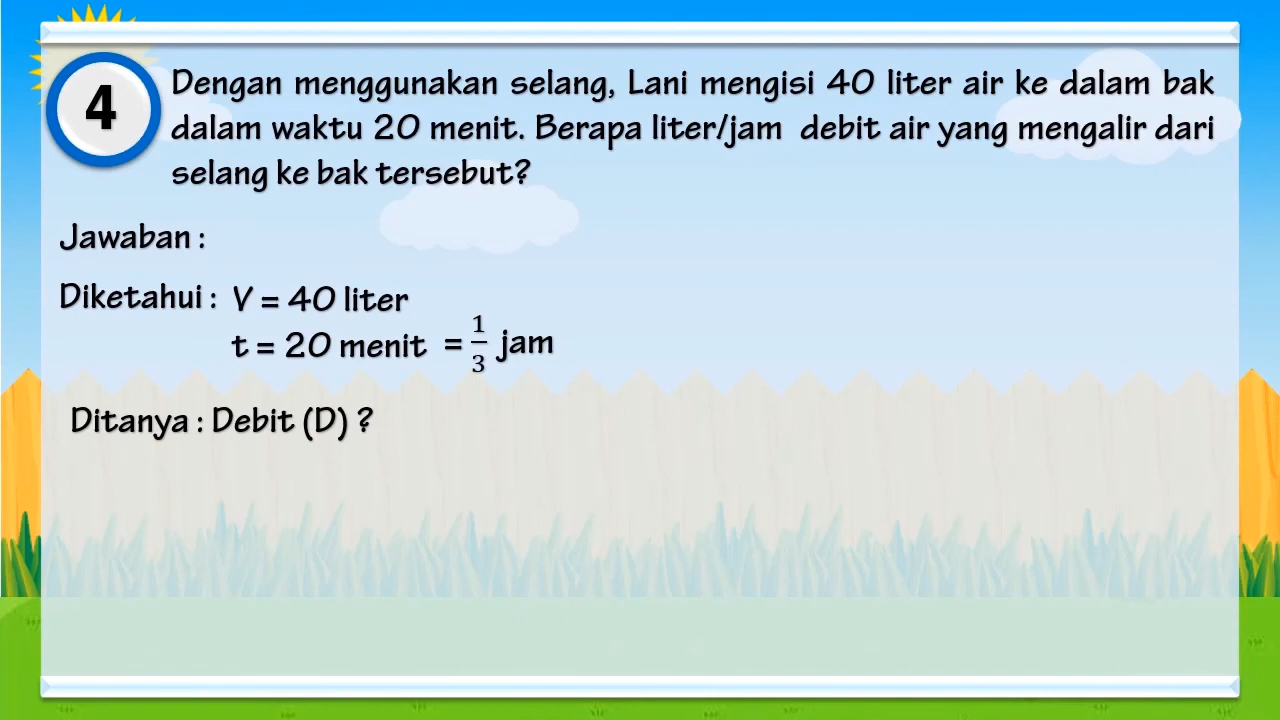 4
Dengan menggunakan selang, Lani mengisi 40 liter air ke dalam bak
dalam waktu 20 menit. Berapa liter/jam debit air yang mengalir dari
selang ke bak tersebut?
Jawaban :
Diketahui : V = 40 liter
t = 20 menit = 1/3 jam
Ditanya : Debit (D) ?